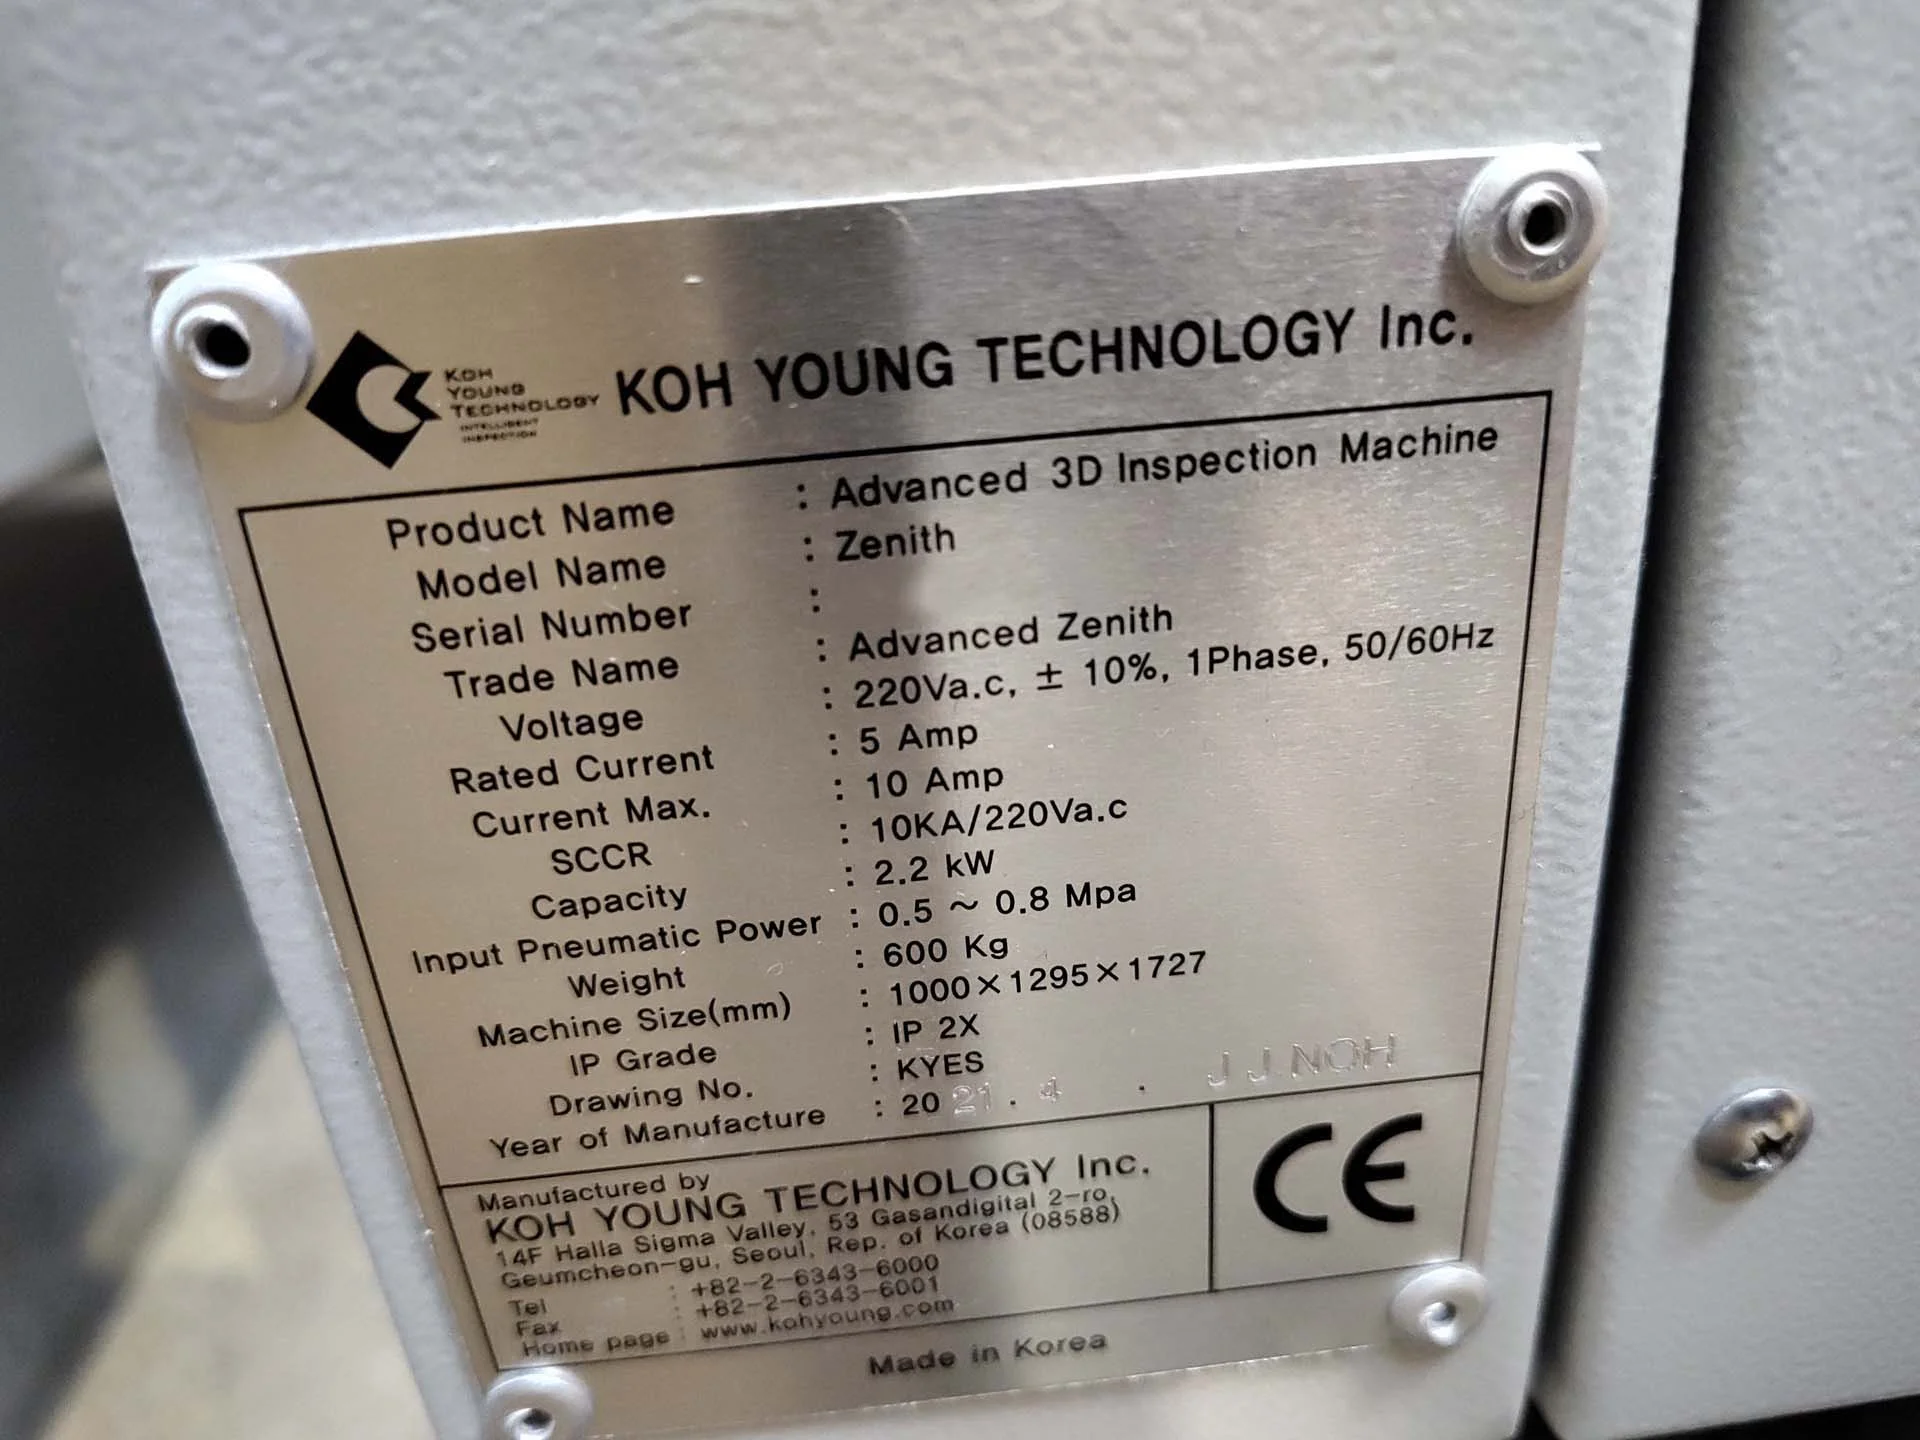 KOH
YOUNG
TECHNOLOGY
INTELLIGENT
INSPECTION
KOH YOUNG TECHNOLOGY Inc.
Product Name : Advanced 3D Inspection Machine
Model Name : Zenith
Serial Number :
Trade Name : Advanced Zenith
Voltage : 220Va.c, ± 10%, 1Phase, 50/60Hz
Rated Current : 5 Amp
Current Max. : 10 Amp
SCCR : 10KA/220Va.c
Capacity : 2.2 kW
Input Pneumatic Power : 0.5 ~ 0.8 Mpa
Weight : 600 Kg
Machine Size(mm) : 1000×1295×1727
IP Grade : IP 2X
Drawing No. : KYES
Year of Manufacture : 20 21 . 4 . J J NOH
Manufactured by
KOH YOUNG TECHNOLOGY Inc.
14F Halla Sigma Valley, 53 Gasandigital 2-ro,
Geumcheon-gu, Seoul, Rep. of Korea (08588)
Tel : +82-2-6343-6000
Fax : +82-2-6343-6001
Home page : www.kohyoung.com
CE
Made in Korea